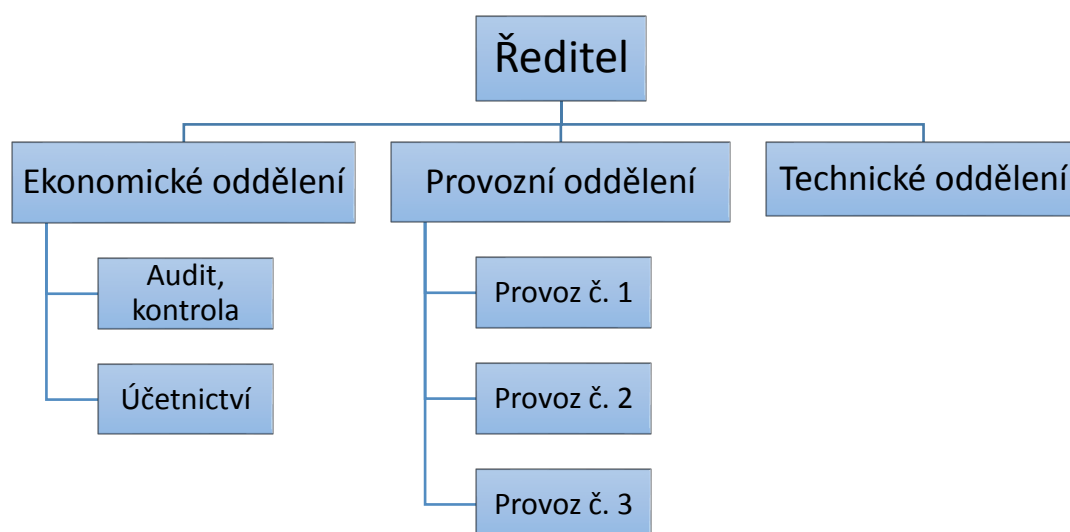 Ředitel
Ekonomické oddělení
Provozní oddělení
Technické oddělení
Audit,
kontrola
Účetnictví
Provoz č. 1
Provoz č. 2
Provoz č. 3